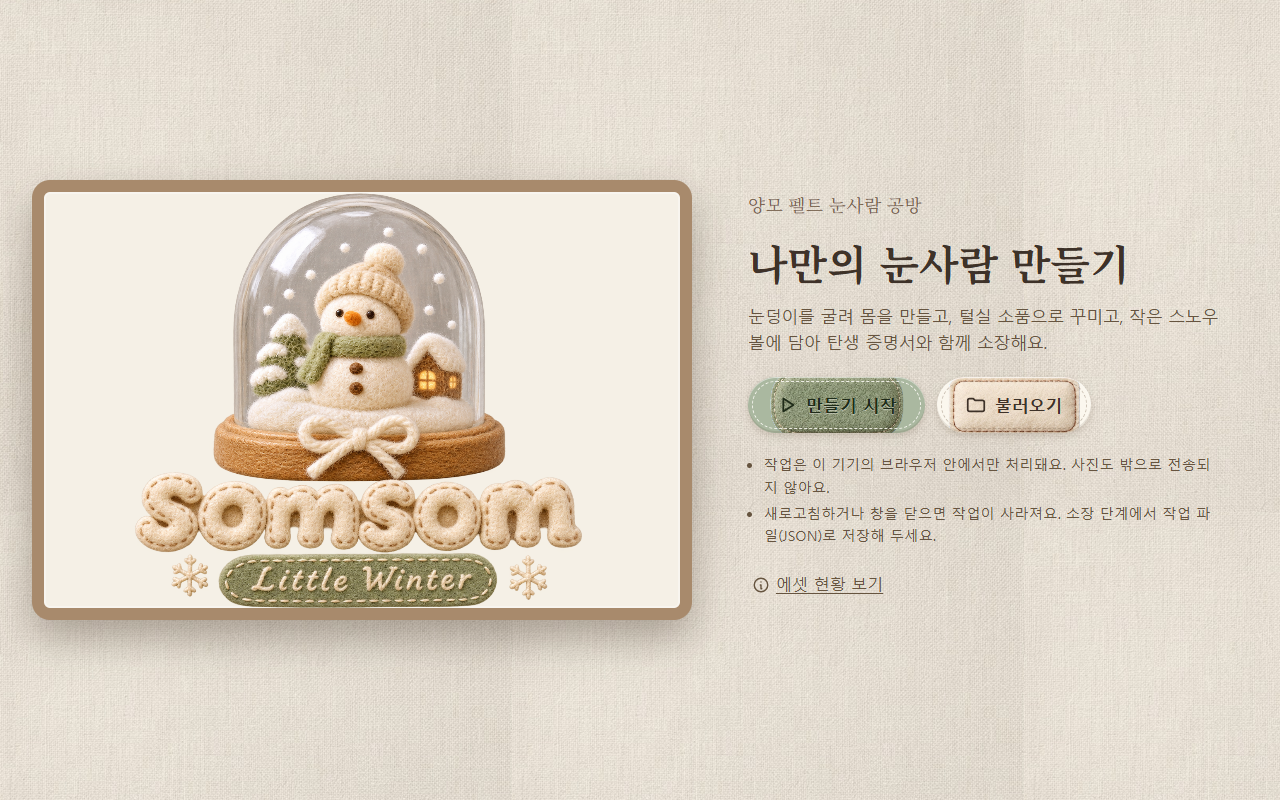 somsom
Little Winter
양모 펠트 눈사람 공방
나만의 눈사람 만들기
눈덩이를 굴려 몸을 만들고, 털실 소품으로 꾸미고, 작은 스노우
볼에 담아 탄생 증명서와 함께 소장해요.
만들기 시작
불러오기
작업은 이 기기의 브라우저 안에서만 처리돼요. 사진도 밖으로 전송되
지 않아요.
새로고침하거나 창을 닫으면 작업이 사라져요. 소장 단계에서 작업 파
일(JSON)로 저장해 두세요.
에셋 현황 보기